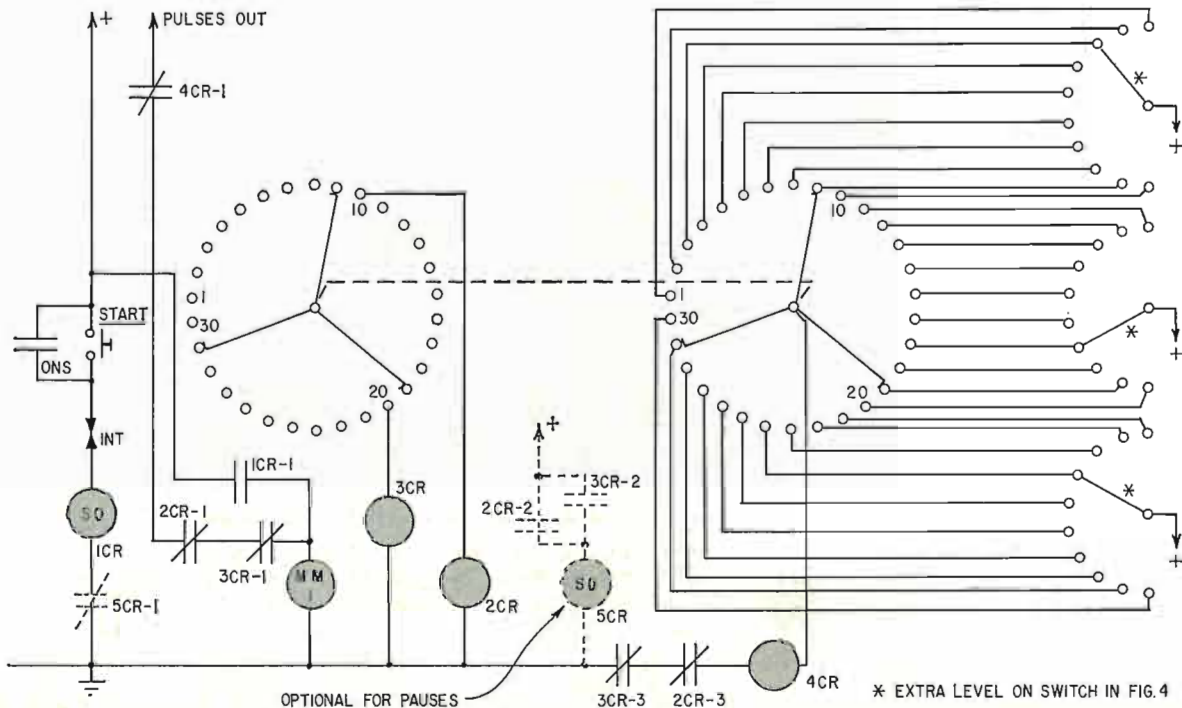 +
PULSES OUT
4CR-1
*
+
10
10
1
30
1
30
START
ONS
20
20
*
+
INT
+
1CR-1
3CR-2
2CR-2
3CR
SO
1CR
2CR-1
3CR-1
*
+
MM
1
2CR
SO
5CR
5CR-1
4CR
OPTIONAL FOR PAUSES
3CR-3
2CR-3
* EXTRA LEVEL ON SWITCH IN FIG.4